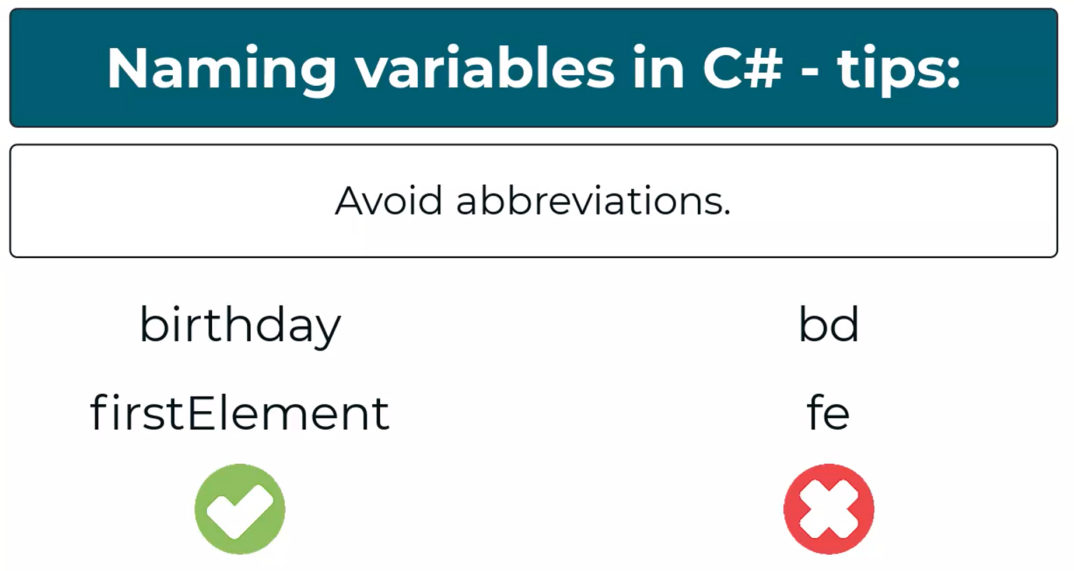 Naming variables in C# - tips:
Avoid abbreviations.
birthday
bd
firstElement
fe